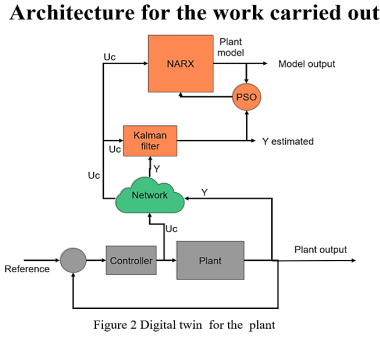 Architecture for the work carried out
Plant
model
Uc
NARX
Model output
PSO
Kalman
filter
Uc
Y estimated
Y
Uc
Network
Y
Uc
Plant output
Controller
Plant
Reference
Figure 2 Digital twin for the plant